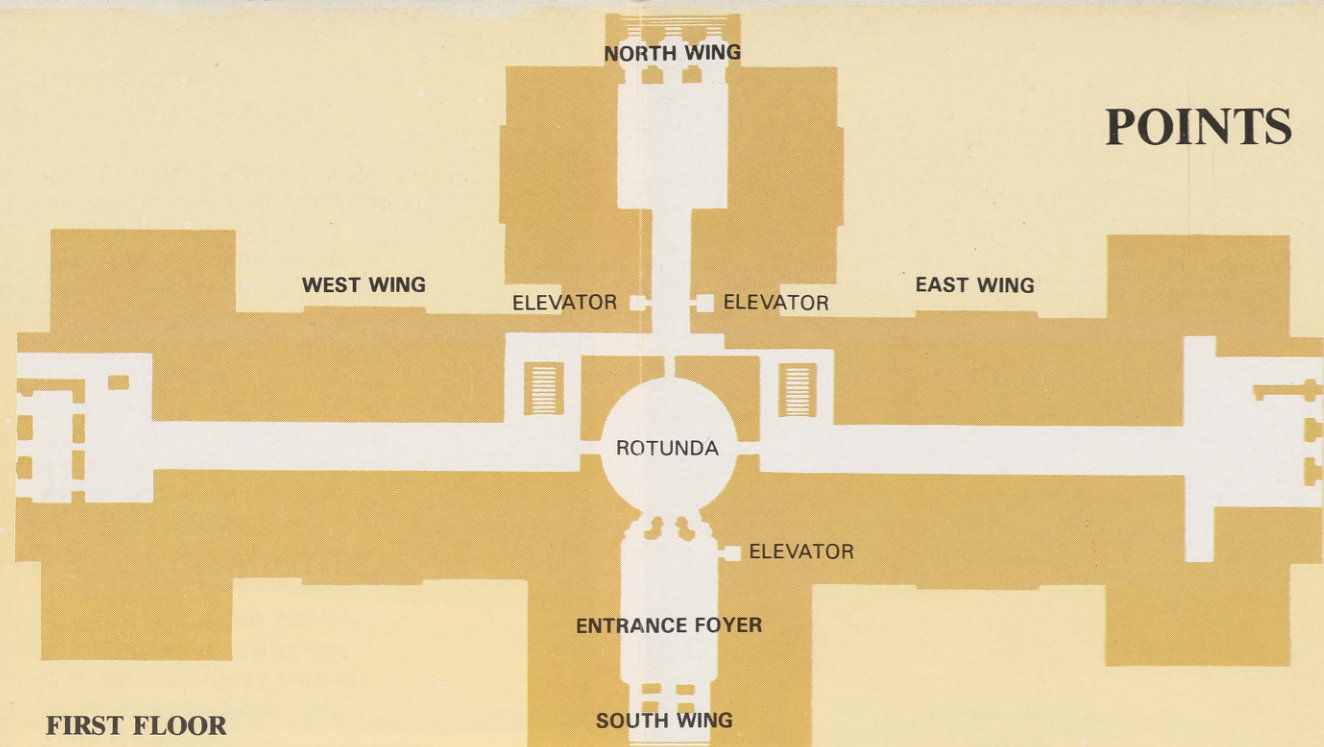 NORTH WING
POINTS
WEST WING
EAST WING
ELEVATOR
ELEVATOR
ROTUNDA
ELEVATOR
ENTRANCE FOYER
SOUTH WING
FIRST FLOOR